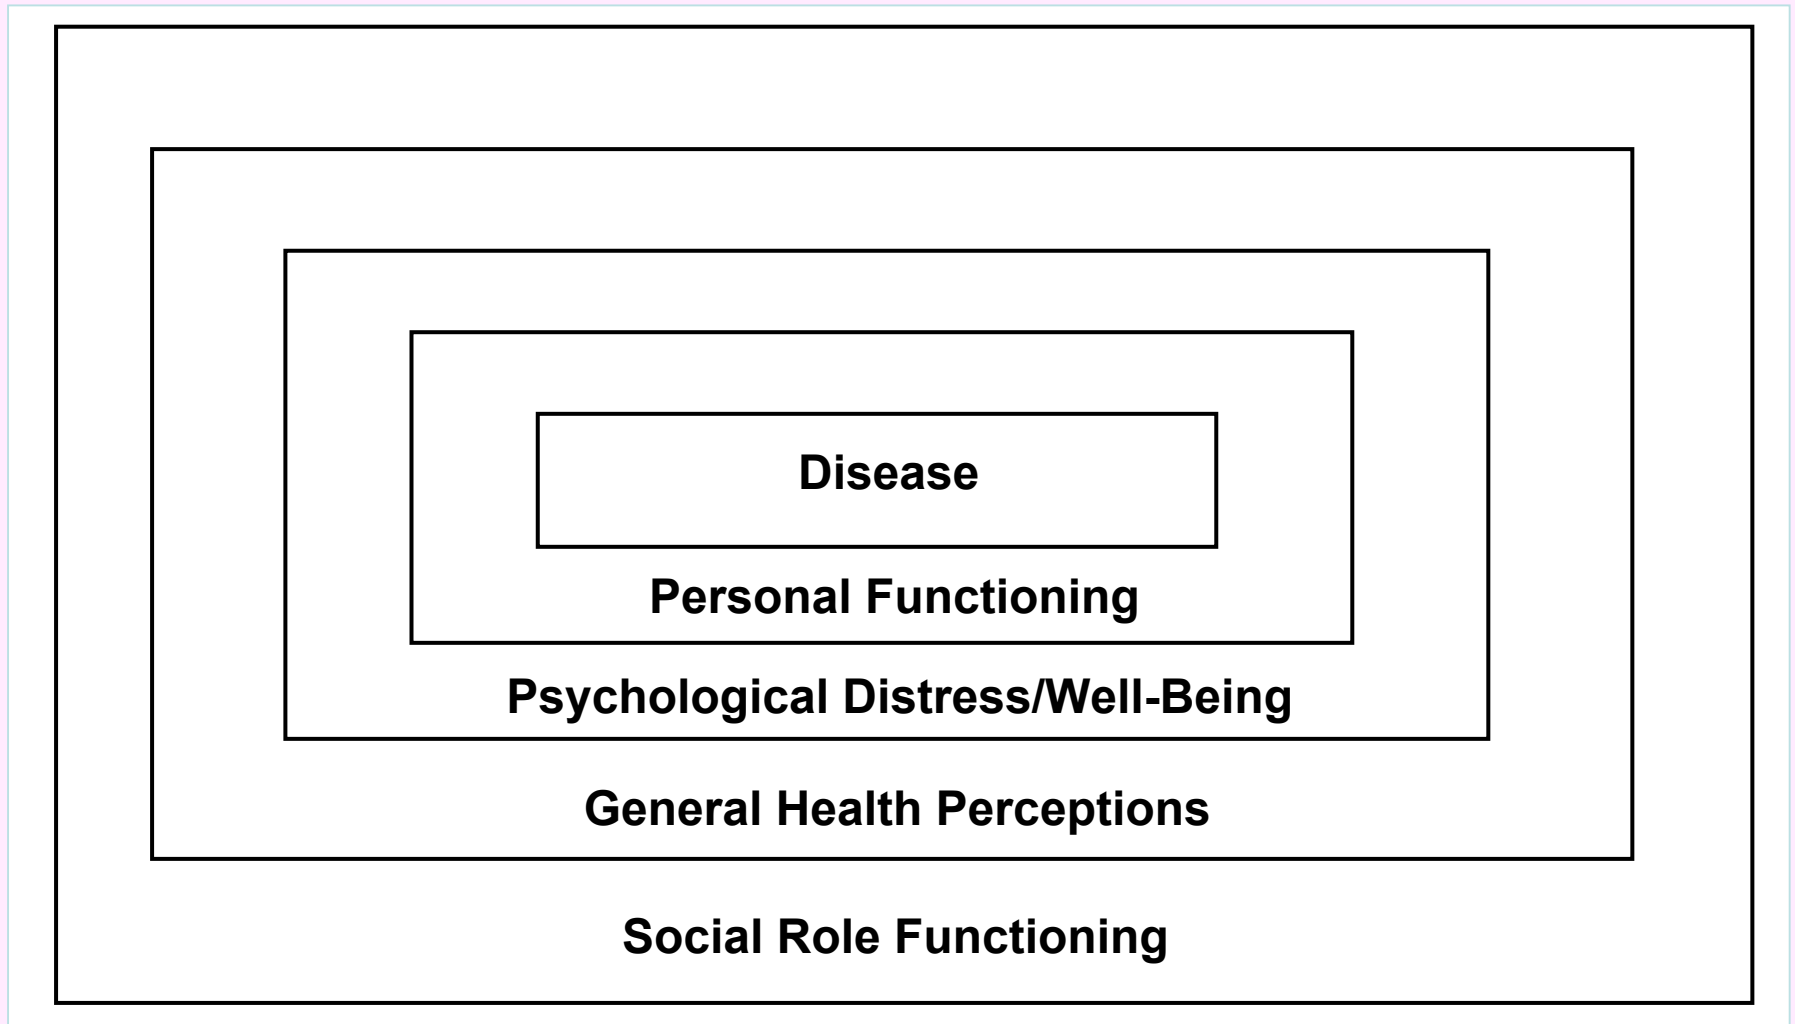 Disease
Personal Functioning
Psychological Distress/Well-Being
General Health Perceptions
Social Role Functioning